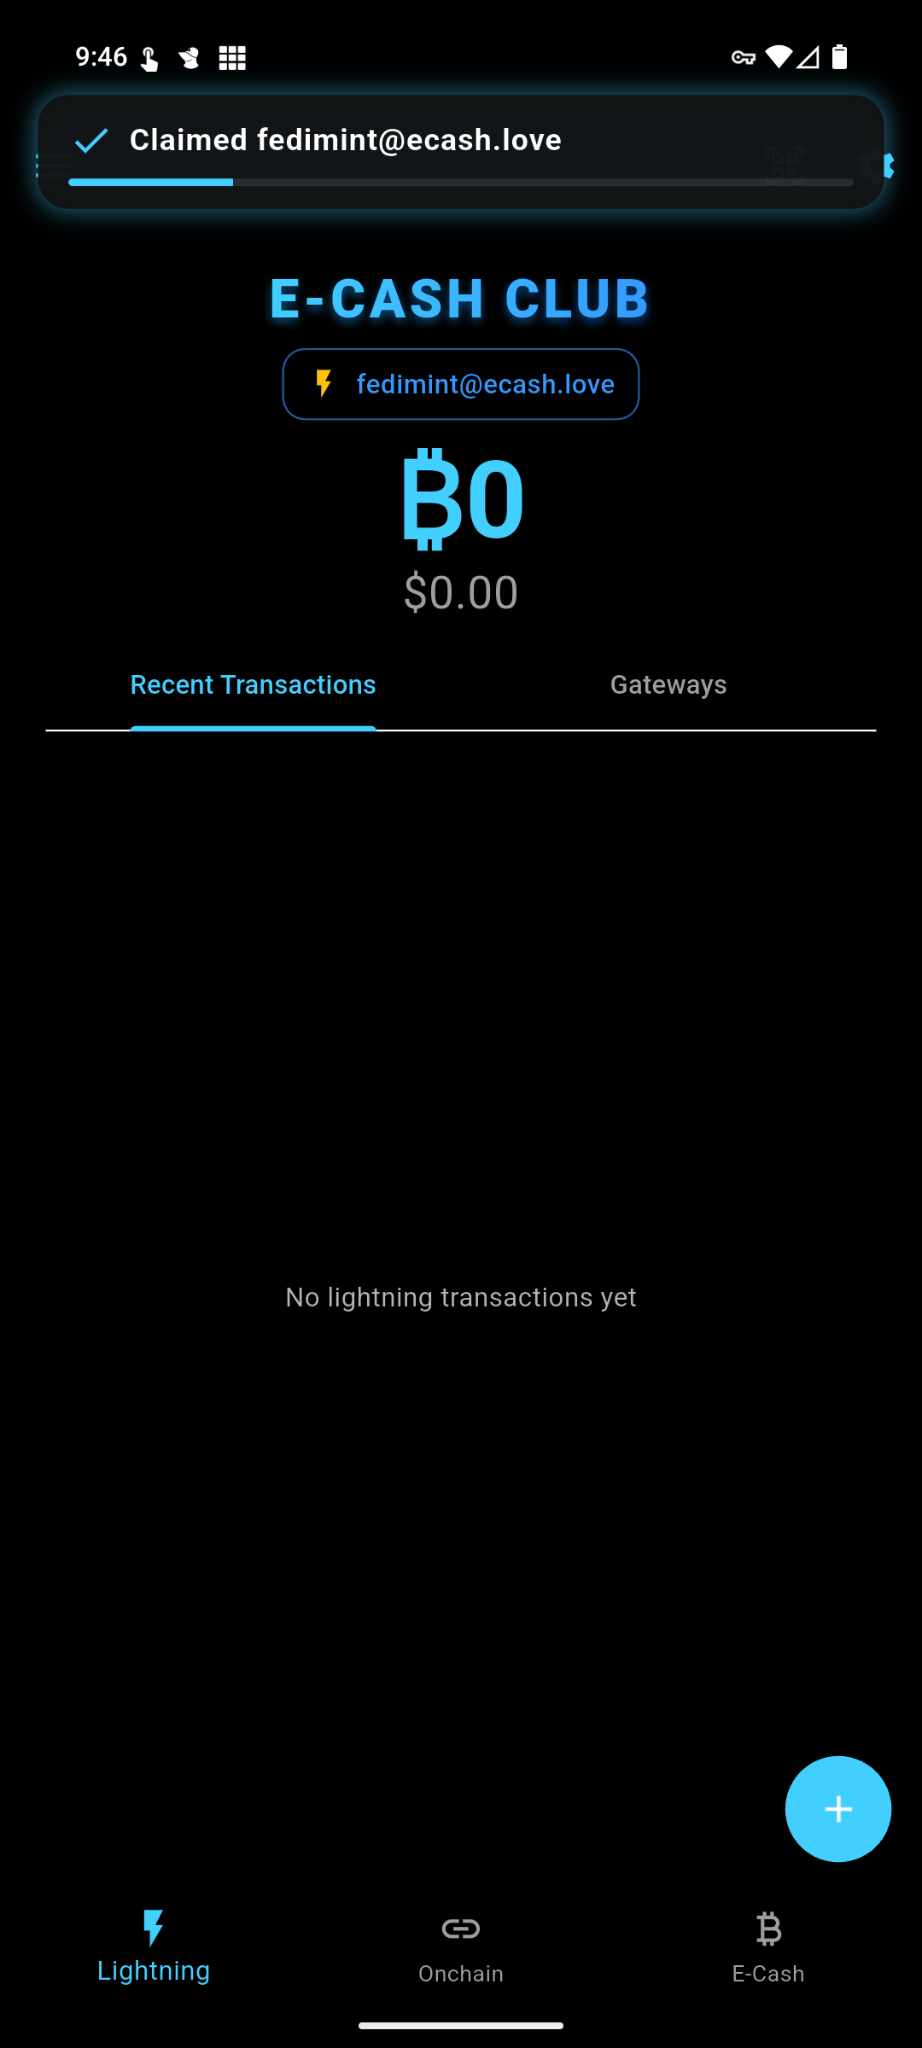 9:46
Claimed fedimint@ecash.love
E-CASH CLUB
fedimint@ecash.love
₿0
$0.00
Recent Transactions
Gateways
No lightning transactions yet
+
Lightning
Onchain
E-Cash